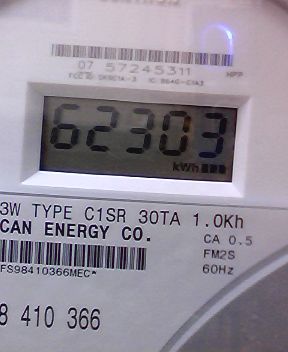 07 57245311 HPP
62303
kWh
3W TYPE C1SR 30TA 1.0Kh
CAN ENERGY CO.
CA 0.5
FM2S
60Hz
FS98410366MEC*
8 410 366